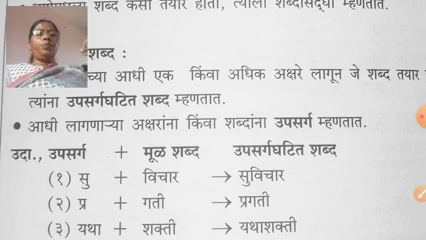 शब्द कसा तयार होतो, त्याला शब्दसिद्धी म्हणतात.
शब्द :
च्या आधी एक किंवा अधिक अक्षरे लागून जे शब्द तयार
त्यांना उपसर्गघटित शब्द म्हणतात.
• आधी लागणाऱ्या अक्षरांना किंवा शब्दांना उपसर्ग म्हणतात.
उदा., उपसर्ग + मूळ शब्द उपसर्गघटित शब्द
(१) सु + विचार → सुविचार
(२) प्र + गती → प्रगती
(३) यथा + शक्ती → यथाशक्ती